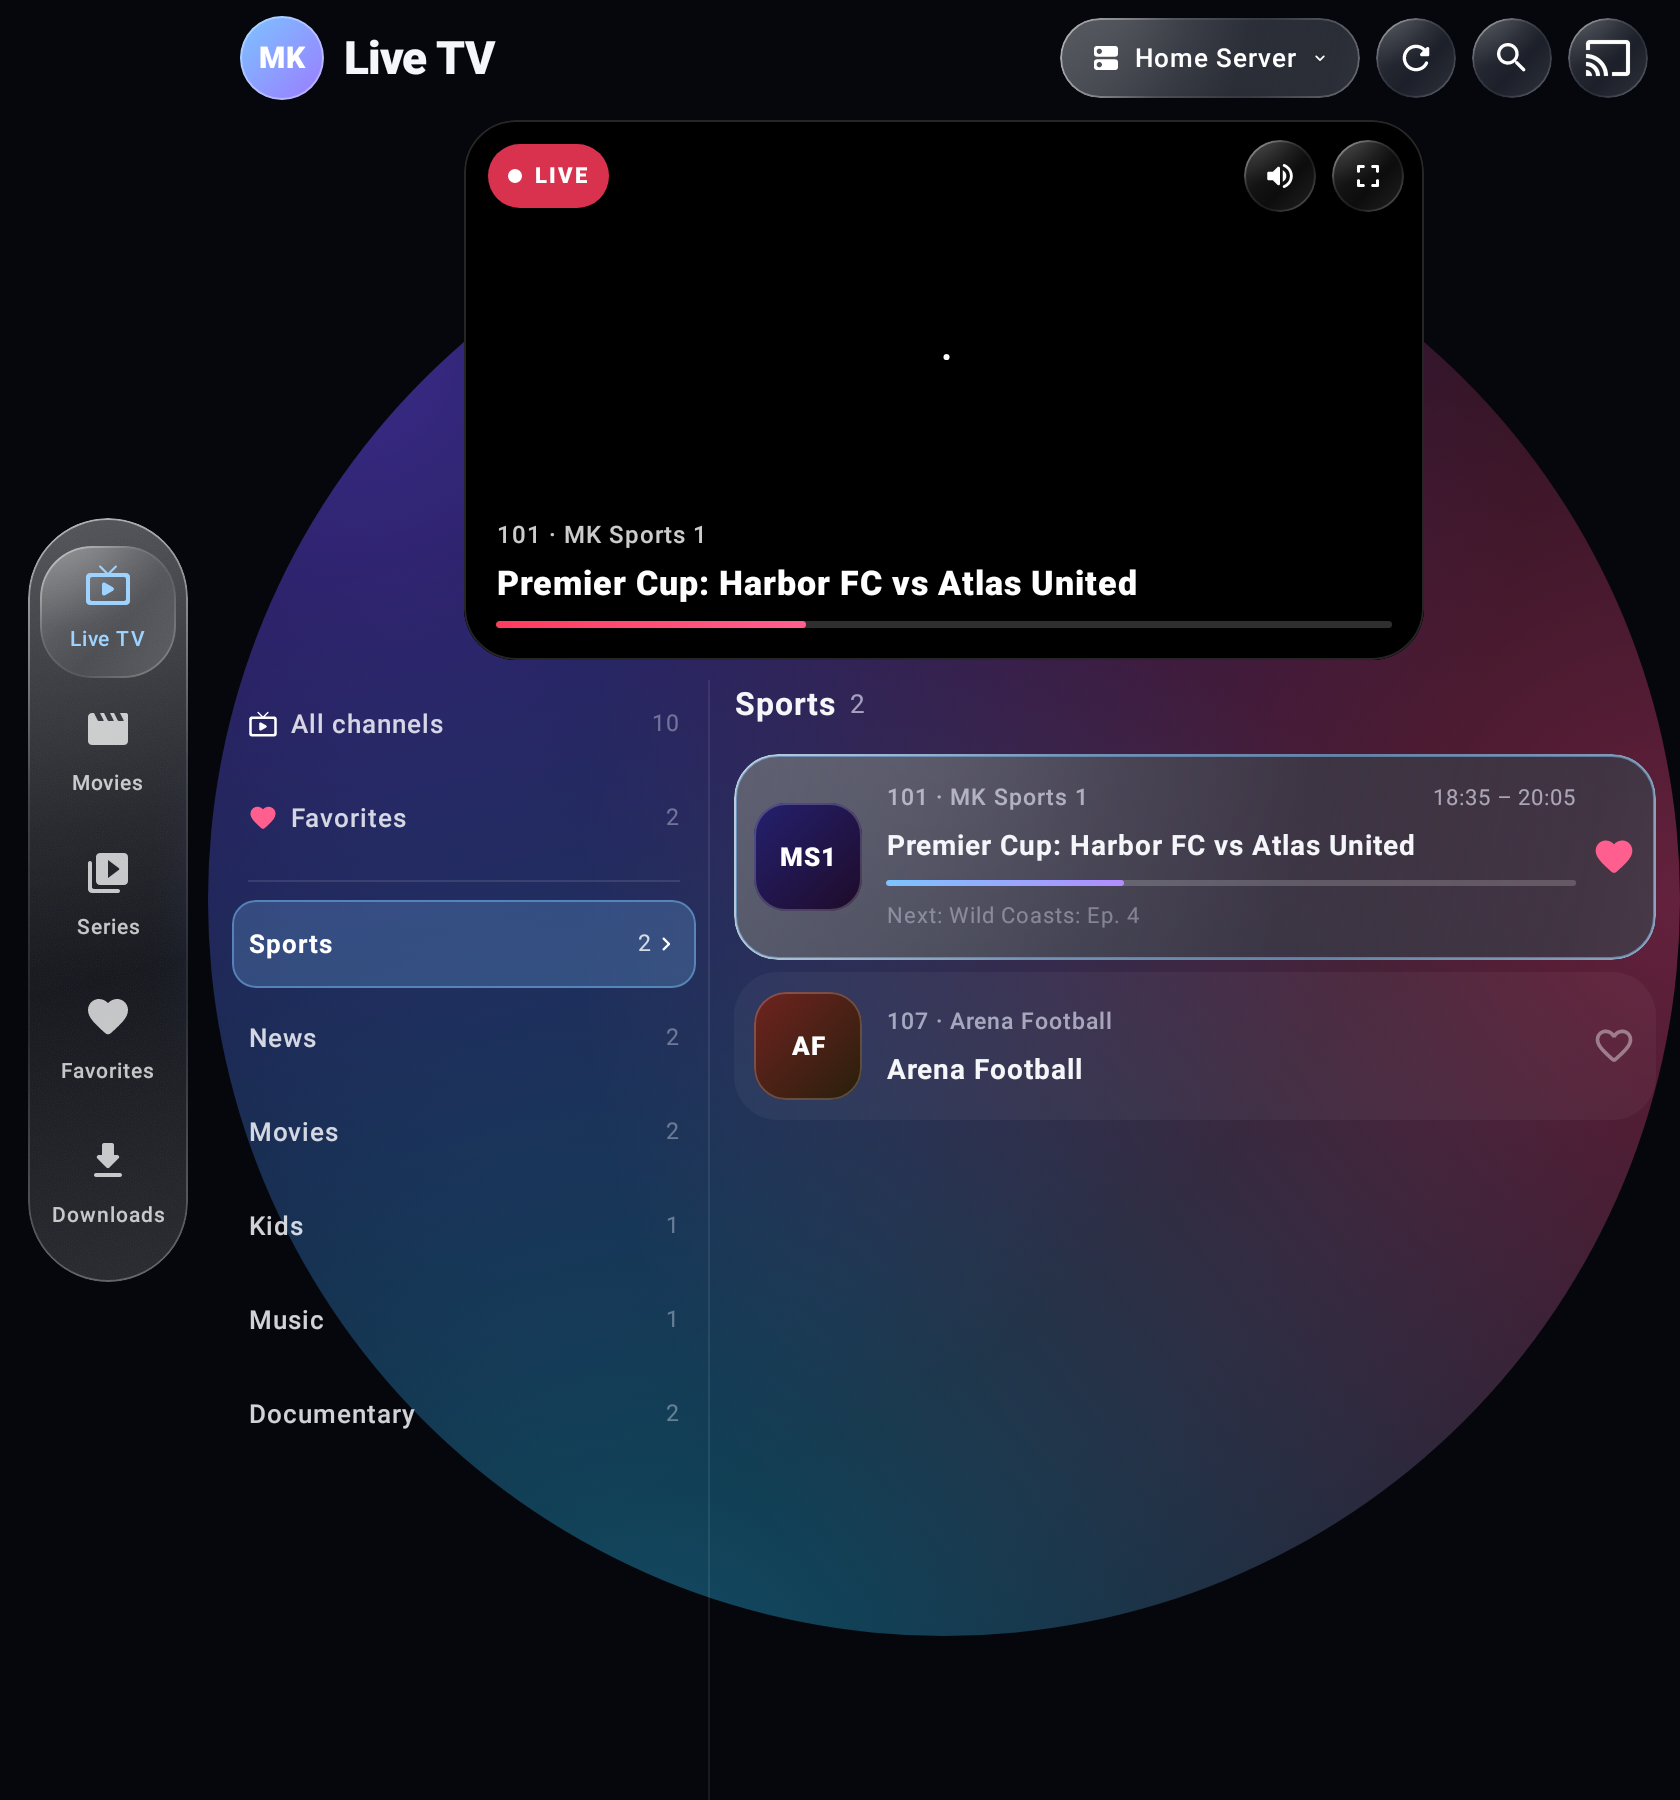 MK Live TV
Home Server
LIVE
101 · MK Sports 1
Premier Cup: Harbor FC vs Atlas United
Live TV
Movies
Series
Favorites
Downloads
All channels 10
Favorites 2
Sports 2
News 2
Movies 2
Kids 1
Music 1
Documentary 2
Sports 2
MS1
101 · MK Sports 1 18:35 – 20:05
Premier Cup: Harbor FC vs Atlas United
Next: Wild Coasts: Ep. 4
AF
107 · Arena Football
Arena Football